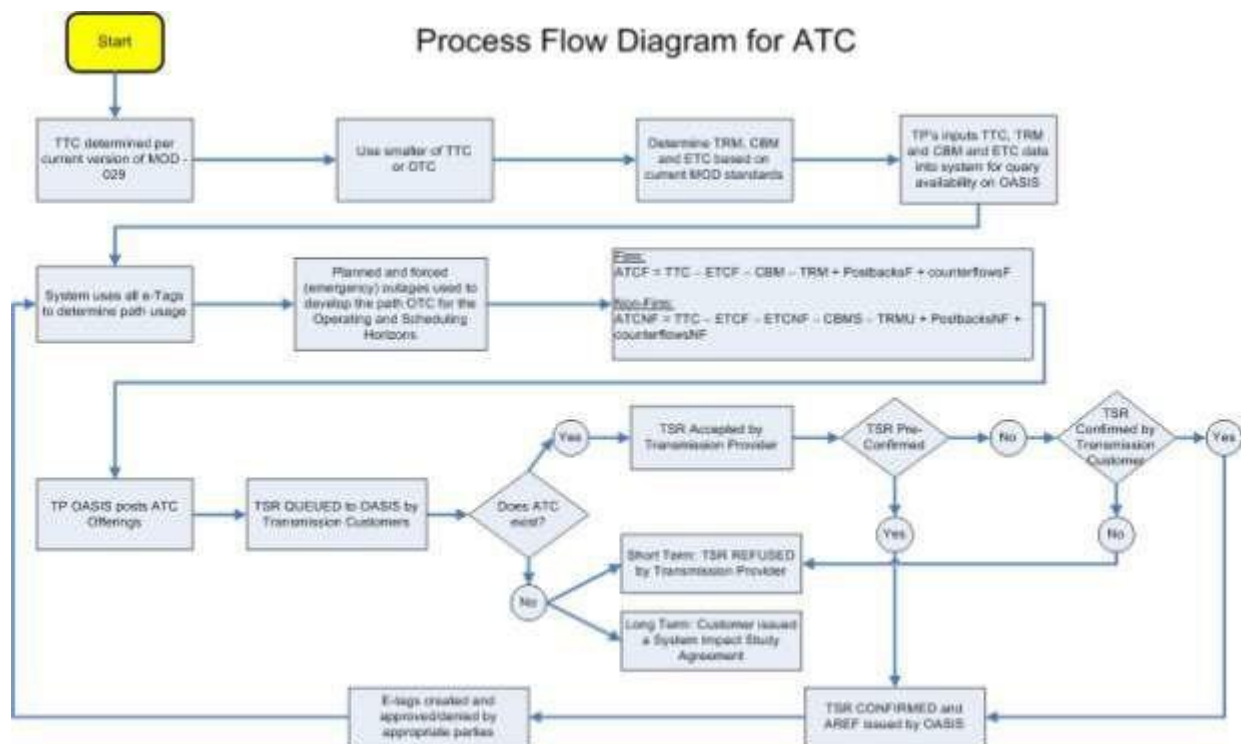 Start
Process Flow Diagram for ATC
TTC determined per
current version of MOD -
029
Use smaller of TTC
or OTC
Determine TRM, CBM
and ETC based on
current MOD standards
TP's inputs TTC, TRM
and CBM and ETC data
into system for query
availability on OASIS
System uses all e-Tags
to determine path usage
Planned and forced
(emergency) outages used to
develop the path OTC for the
Operating and Scheduling
Horizons
Firm:
ATCF = TTC – ETCF – CBM – TRM + PostbacksF + counterflowsF
Non-Firm:
ATCNF = TTC – ETCF – ETCNF – CBMS – TRMU + PostbacksNF +
counterflowsNF
TP OASIS posts ATC
Offerings
TSR QUEUED to OASIS by
Transmission Customers
Does ATC
exist?
Yes
TSR Accepted by
Transmission Provider
TSR Pre-
Confirmed
No
TSR
Confirmed by
Transmission
Customer
Yes
Yes
No
No
Short Term: TSR REFUSED
by Transmission Provider
Long Term: Customer issued
a System Impact Study
Agreement
E-tags created and
approved/denied by
appropriate parties
TSR CONFIRMED and
AREF issued by OASIS